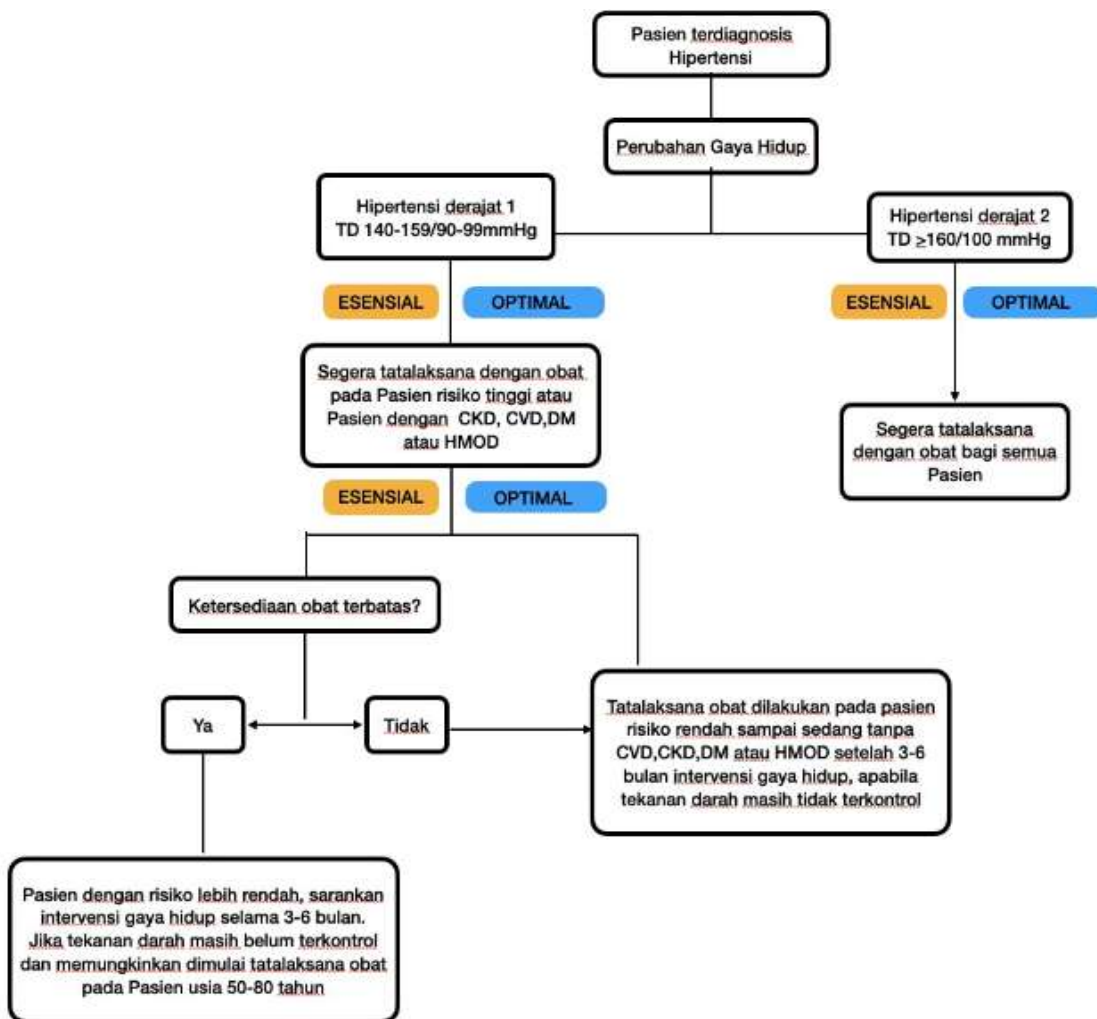 Pasien terdiagnosis
Hipertensi
Perubahan Gaya Hidup
Hipertensi derajat 1
TD 140-159/90-99mmHg
Hipertensi derajat 2
TD ≥160/100 mmHg
ESENSIAL
OPTIMAL
ESENSIAL
OPTIMAL
Segera tatalaksana dengan obat
pada Pasien risiko tinggi atau
Pasien dengan CKD, CVD,DM
atau HMOD
Segera tatalaksana
dengan obat bagi semua
Pasien
ESENSIAL
OPTIMAL
Ketersediaan obat terbatas?
Ya
Tidak
Tatalaksana obat dilakukan pada pasien
risiko rendah sampai sedang tanpa
CVD,CKD,DM atau HMOD setelah 3-6
bulan intervensi gaya hidup, apabila
tekanan darah masih tidak terkontrol
Pasien dengan risiko lebih rendah, sarankan
intervensi gaya hidup selama 3-6 bulan.
Jika tekanan darah masih belum terkontrol
dan memungkinkan dimulai tatalaksana obat
pada Pasien usia 50-80 tahun